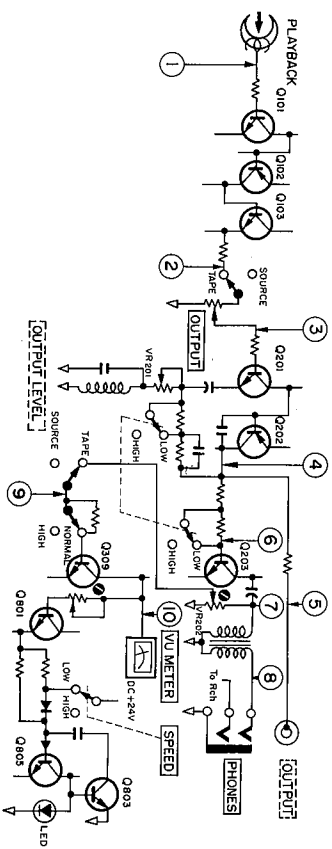 PLAYBACK
1
Q101
Q102
Q103
2
SOURCE
TAPE
OUTPUT
3
Q201
Q202
VR201
OUTPUT LEVEL
LOW
HIGH
4
5
OUTPUT
6
LOW
HIGH
Q203
7
VR202
8
To Rch
PHONES
SOURCE
TAPE
9
NORMAL
HIGH
Q309
10
VU METER
Q801
LOW
HIGH
DC+24V
SPEED
Q803
Q805
LED